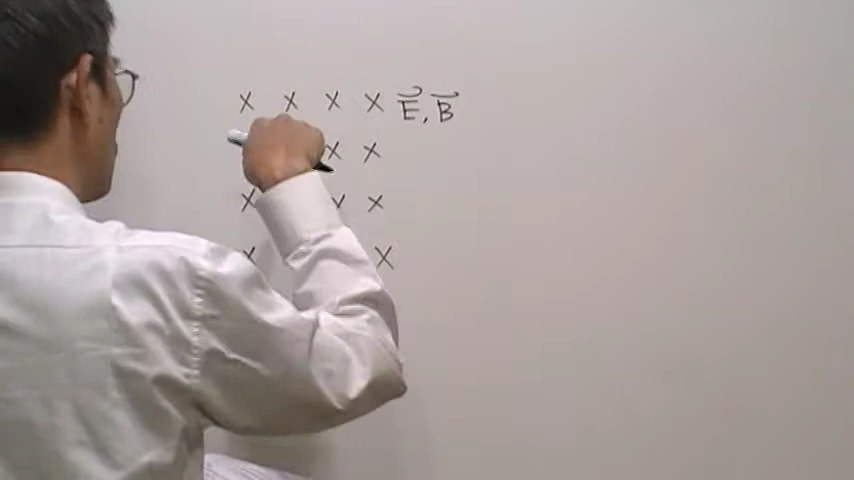 × × × × E⃗, B⃗
× ×
× × ×
× ×